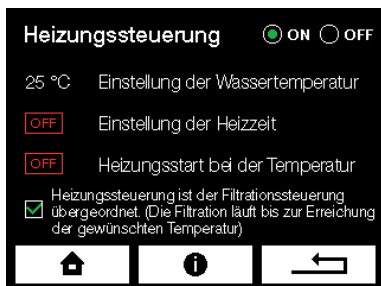 Heizungssteuerung ON OFF
25 °C Einstellung der Wassertemperatur
OFF Einstellung der Heizzeit
OFF Heizungsstart bei der Temperatur
Heizungssteuerung ist der Filtrationssteuerung
übergeordnet. (Die Filtration läuft bis zur Erreichung
der gewünschten Temperatur)